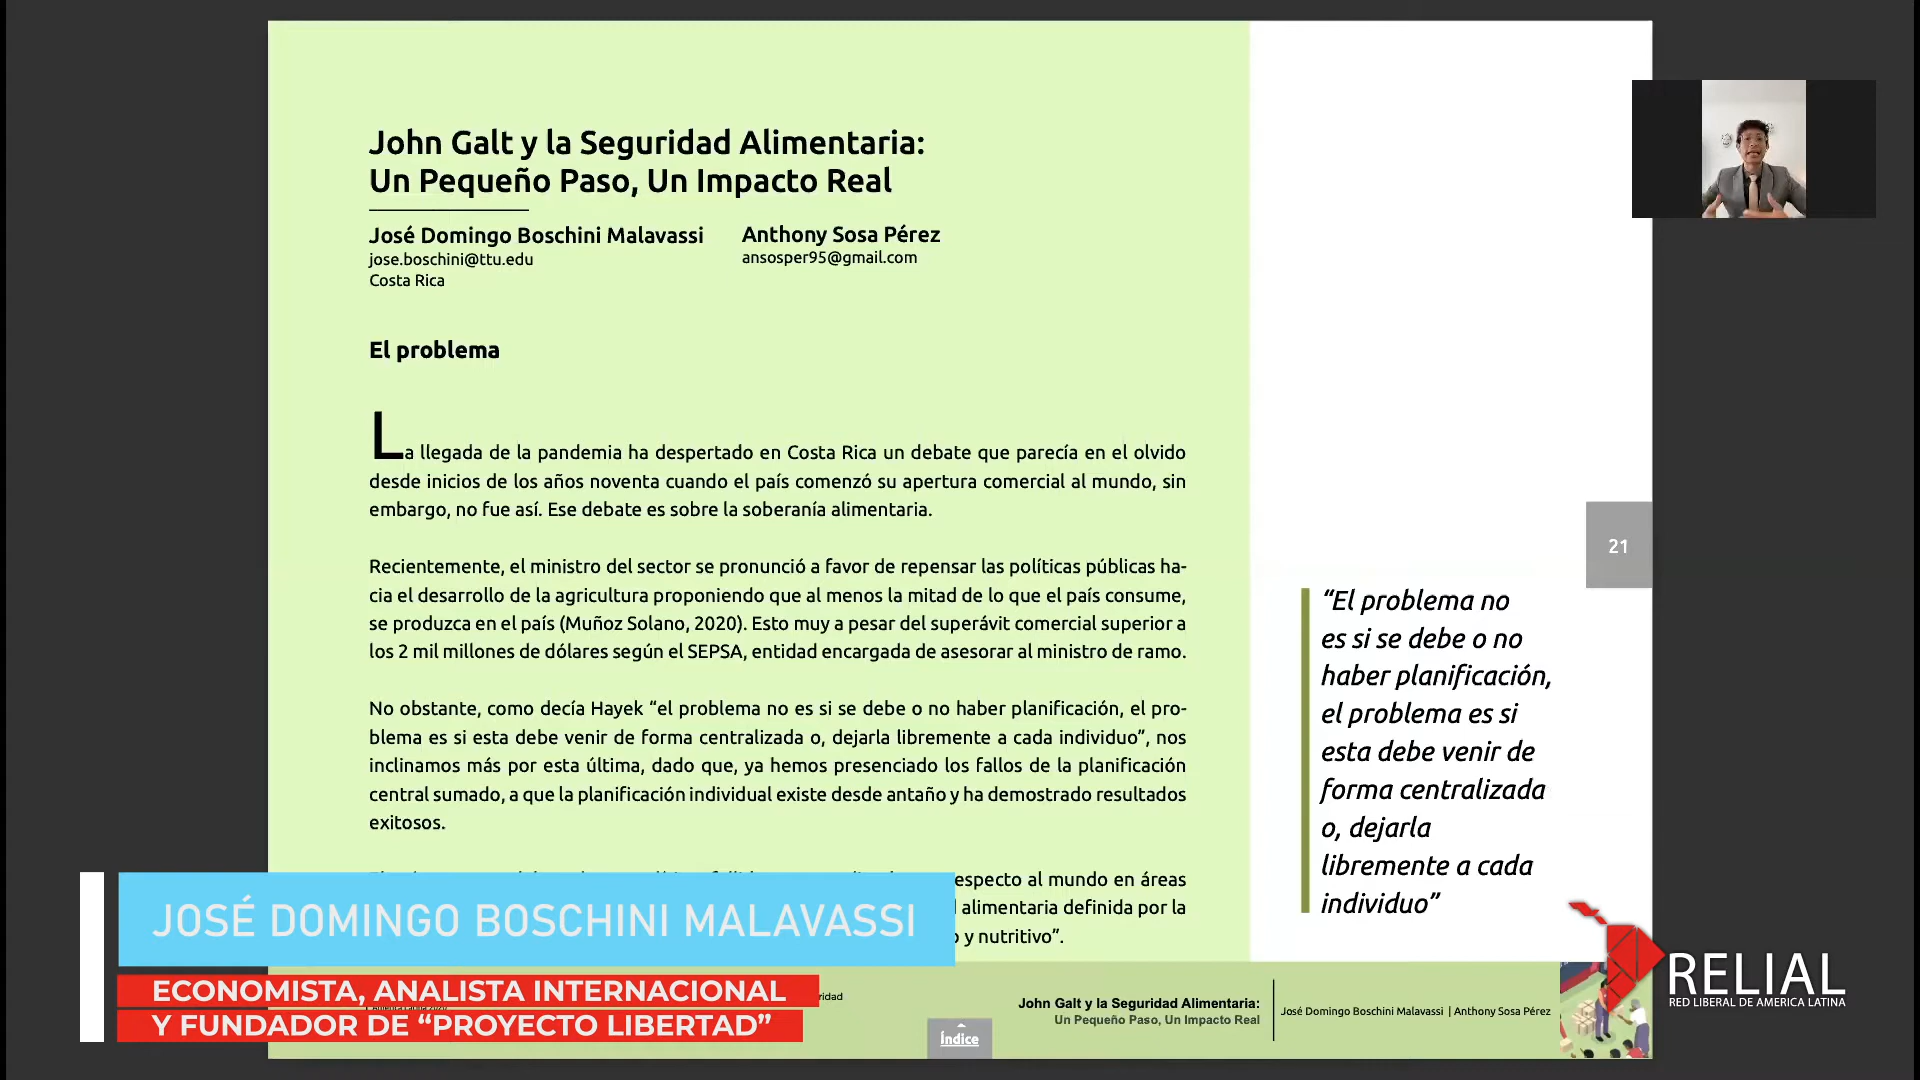 John Galt y la Seguridad Alimentaria:
Un Pequeño Paso, Un Impacto Real
José Domingo Boschini Malavassi
jose.boschini@ttu.edu
Costa Rica
Anthony Sosa Pérez
ansosper95@gmail.com
El problema
La llegada de la pandemia ha despertado en Costa Rica un debate que parecía en el olvido
desde inicios de los años noventa cuando el país comenzó su apertura comercial al mundo, sin
embargo, no fue así. Ese debate es sobre la soberanía alimentaria.
Recientemente, el ministro del sector se pronunció a favor de repensar las políticas públicas ha-
cia el desarrollo de la agricultura proponiendo que al menos la mitad de lo que el país consume,
se produzca en el país (Muñoz Solano, 2020). Esto muy a pesar del superávit comercial superior a
los 2 mil millones de dólares según el SEPSA, entidad encargada de asesorar al ministro de ramo.
No obstante, como decía Hayek “el problema no es si se debe o no haber planificación, el pro-
blema es si esta debe venir de forma centralizada o, dejarla libremente a cada individuo”, nos
inclinamos más por esta última, dado que, ya hemos presenciado los fallos de la planificación
central sumado, a que la planificación individual existe desde antaño y ha demostrado resultados
exitosos.
especto al mundo en áreas
alimentaria definida por la
o y nutritivo”.
21
“El problema no
es si se debe o no
haber planificación,
el problema es si
esta debe venir de
forma centralizada
o, dejarla
libremente a cada
individuo”
JOSÉ DOMINGO BOSCHINI MALAVASSI
ECONOMISTA, ANALISTA INTERNACIONAL
Y FUNDADOR DE “PROYECTO LIBERTAD”
ridad
Índice
John Galt y la Seguridad Alimentaria:
Un Pequeño Paso, Un Impacto Real
José Domingo Boschini Malavassi | Anthony Sosa Pérez
RELIAL
RED LIBERAL DE AMERICA LATINA